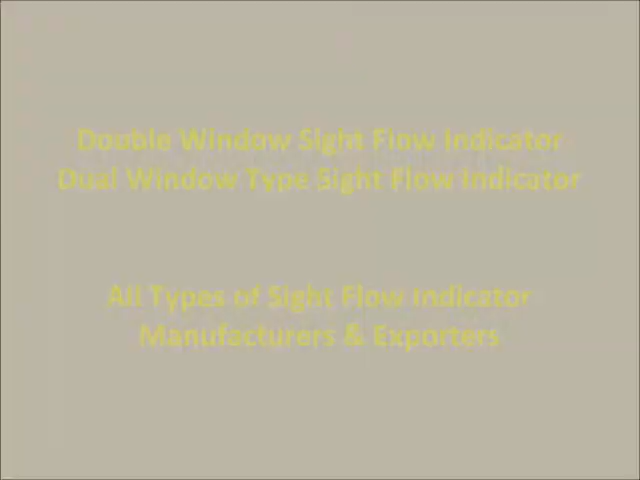 Double Window Sight Flow Indicator
Dual Window Type Sight Flow Indicator
All Types of Sight Flow Indicator
Manufacturers & Exporters